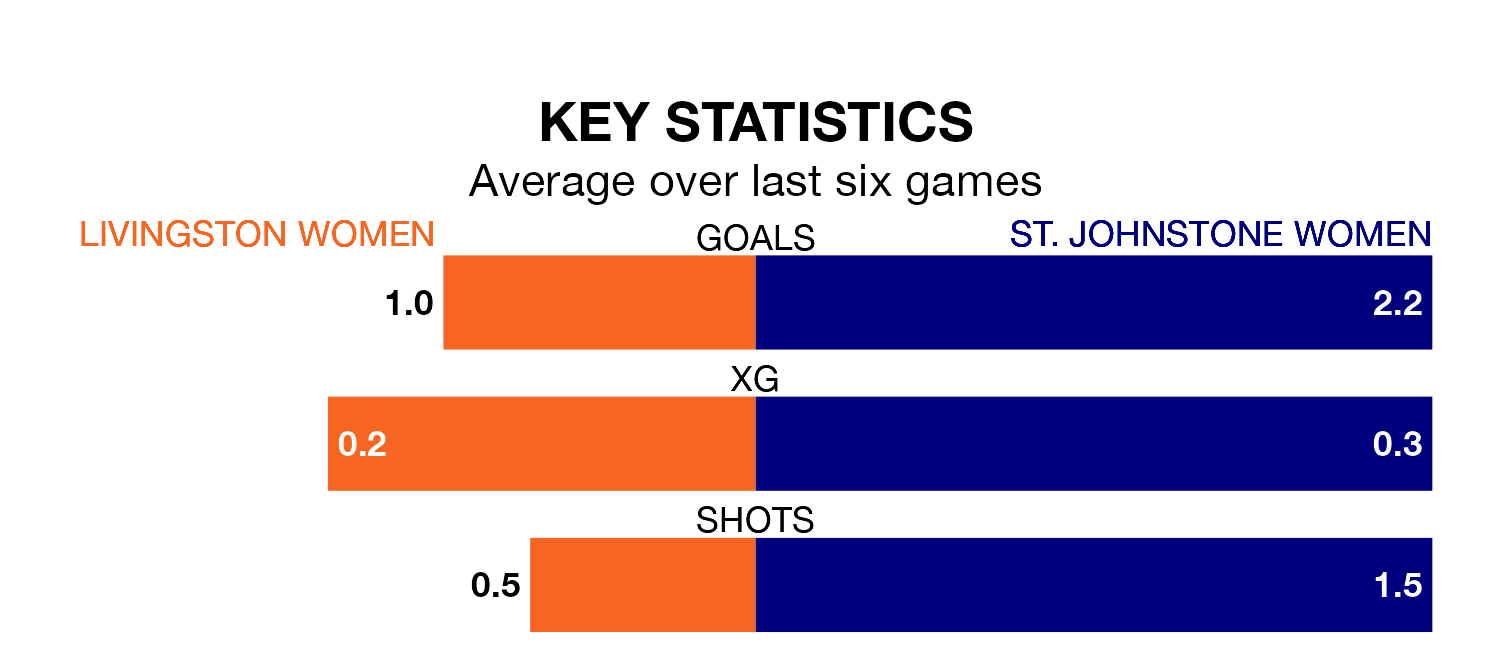 KEY STATISTICS
Average over last six games
LIVINGSTON WOMEN
GOALS
ST. JOHNSTONE WOMEN
1.0
2.2
XG
0.2
0.3
SHOTS
0.5
1.5